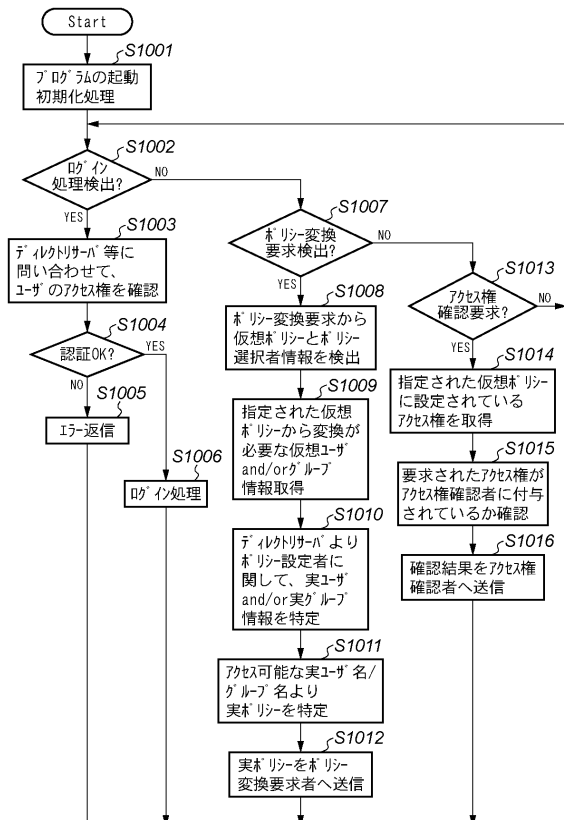 Start
S1001
プログラムの起動
初期化処理
S1002
ログイン
処理検出?
NO
YES
S1003
ディレクトリサーバ等に
問い合わせて、
ユーザのアクセス権を確認
S1004
認証OK?
YES
NO
S1005
エラー返信
S1006
ログイン処理
S1007
ポリシー変換
要求検出?
NO
YES
S1008
ポリシー変換要求から
仮想ポリシーとポリシー
選択者情報を検出
S1009
指定された仮想
ポリシーから変換が
必要な仮想ユーザ
and/orグループ
情報取得
S1010
ディレクトリサーバより
ポリシー設定者に
関して、実ユーザ
and/or実グループ
情報を特定
S1011
アクセス可能な実ユーザ名/
グループ名より
実ポリシーを特定
S1012
実ポリシーをポリシー
変換要求者へ送信
S1013
アクセス権
確認要求?
NO
YES
S1014
指定された仮想ポリシー
に設定されている
アクセス権を取得
S1015
要求されたアクセス権が
アクセス権確認者に付与
されているか確認
S1016
確認結果をアクセス権
確認者へ送信